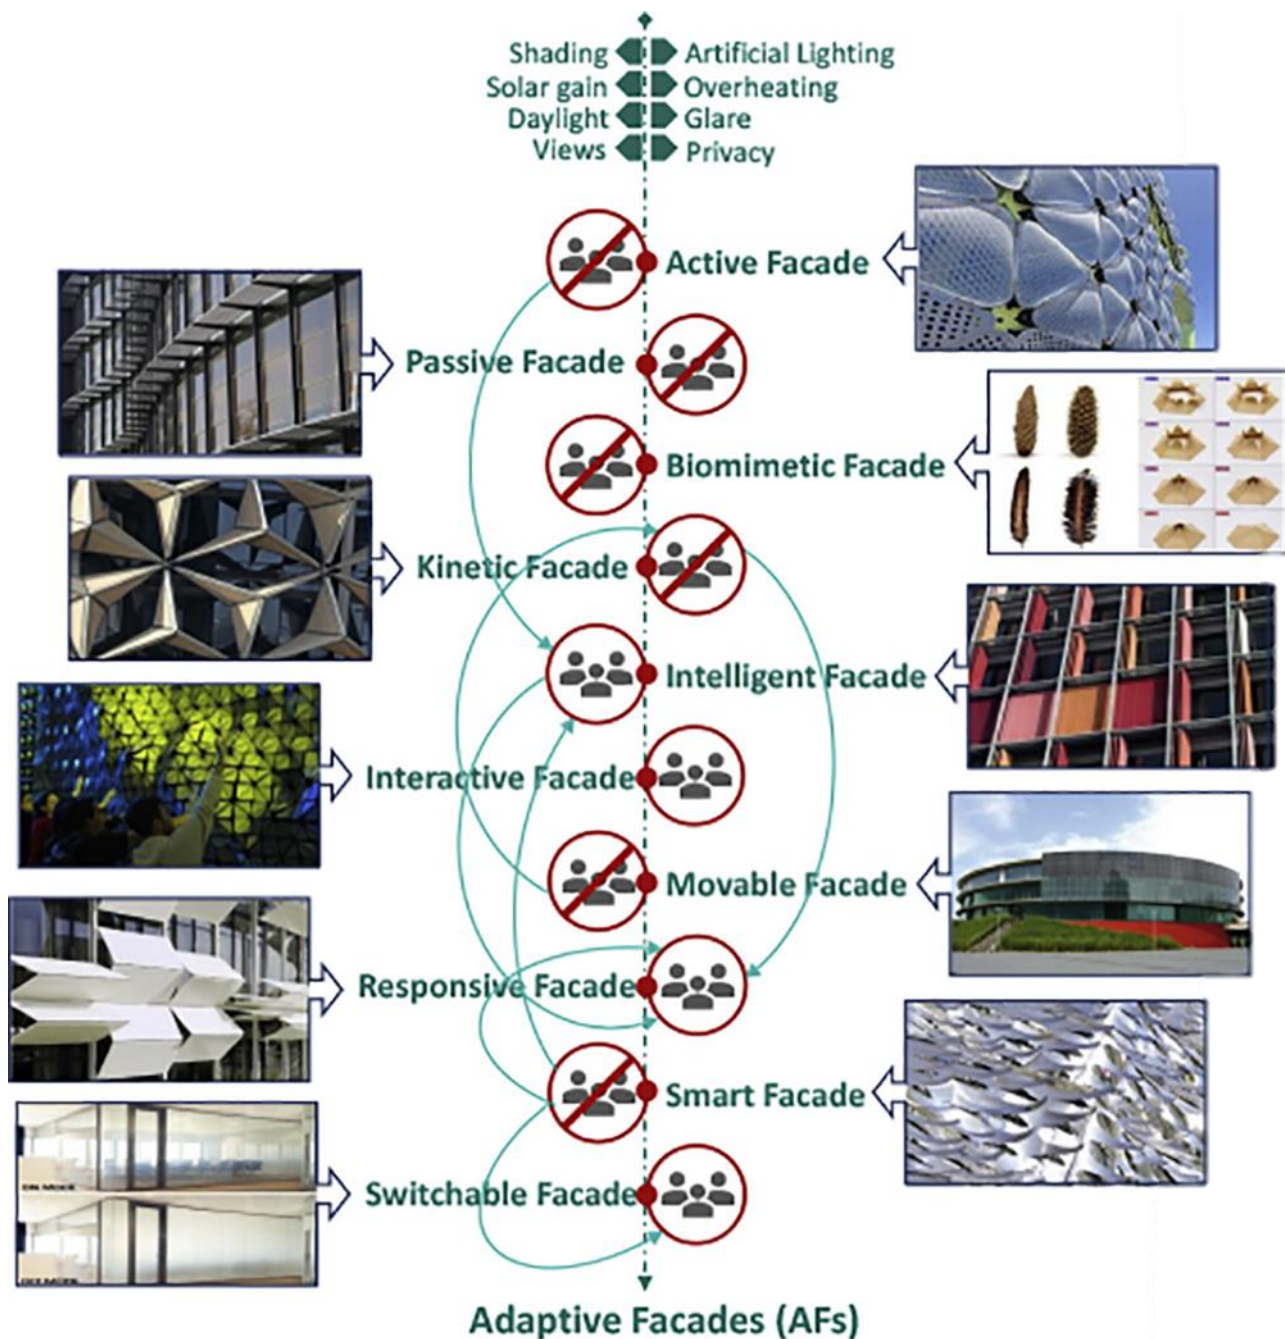 Shading Artificial Lighting
Solar gain Overheating
Daylight Glare
Views Privacy
Active Facade
Passive Facade
Biomimetic Facade
Kinetic Facade
Intelligent Facade
Interactive Facade
Movable Facade
Responsive Facade
Smart Facade
Switchable Facade
Adaptive Facades (AFs)